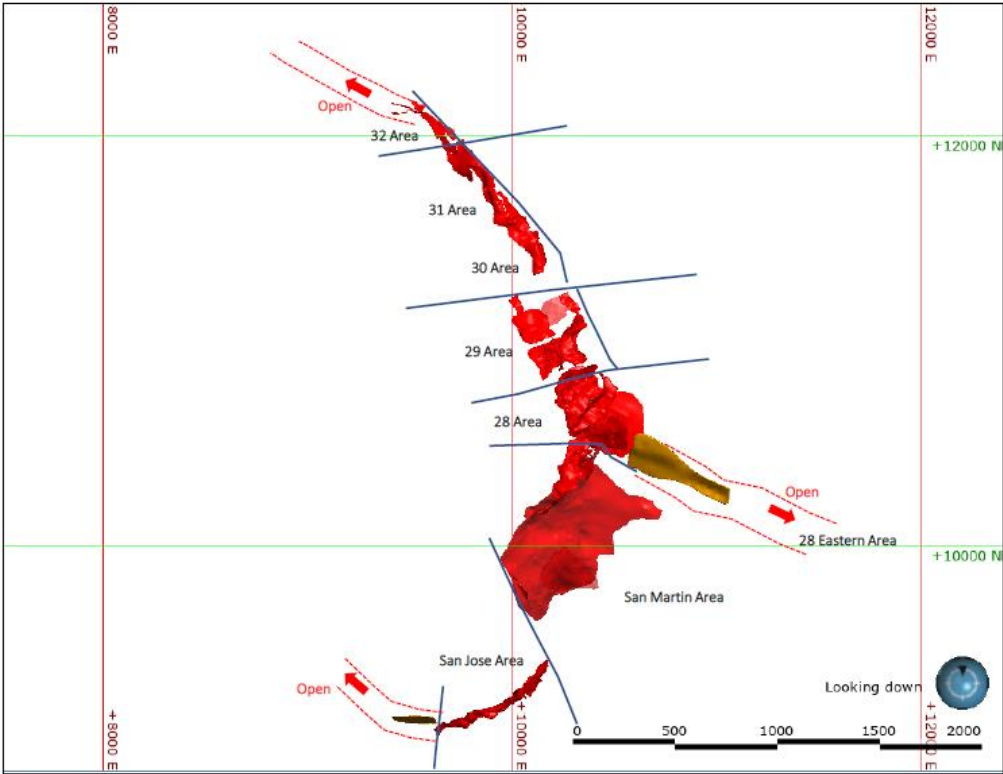 8000 E
10000 E
12000 E
Open
32 Area
+12000 N
31 Area
30 Area
29 Area
28 Area
Open
28 Eastern Area
+10000 N
San Martin Area
San Jose Area
Open
Looking down
+8000 E
+10000 E
+12000 E
0 500 1000 1500 2000